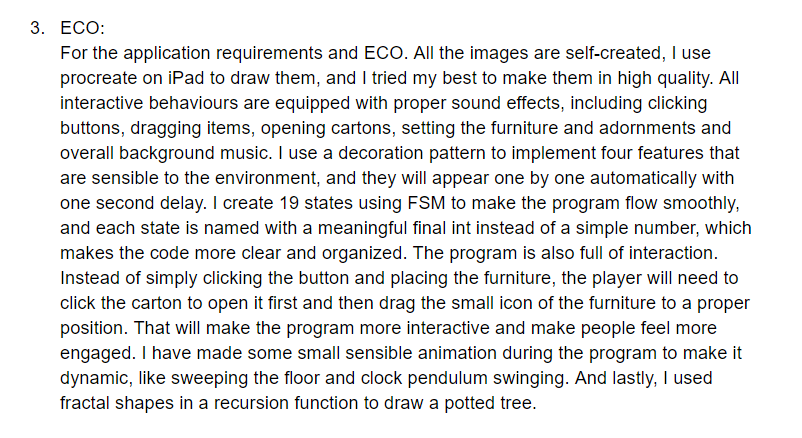 3. ECO:
For the application requirements and ECO. All the images are self-created, I use
procreate on iPad to draw them, and I tried my best to make them in high quality. All
interactive behaviours are equipped with proper sound effects, including clicking
buttons, dragging items, opening cartons, setting the furniture and adornments and
overall background music. I use a decoration pattern to implement four features that
are sensible to the environment, and they will appear one by one automatically with
one second delay. I create 19 states using FSM to make the program flow smoothly,
and each state is named with a meaningful final int instead of a simple number, which
makes the code more clear and organized. The program is also full of interaction.
Instead of simply clicking the button and placing the furniture, the player will need to
click the carton to open it first and then drag the small icon of the furniture to a proper
position. That will make the program more interactive and make people feel more
engaged. I have made some small sensible animation during the program to make it
dynamic, like sweeping the floor and clock pendulum swinging. And lastly, I used
fractal shapes in a recursion function to draw a potted tree.